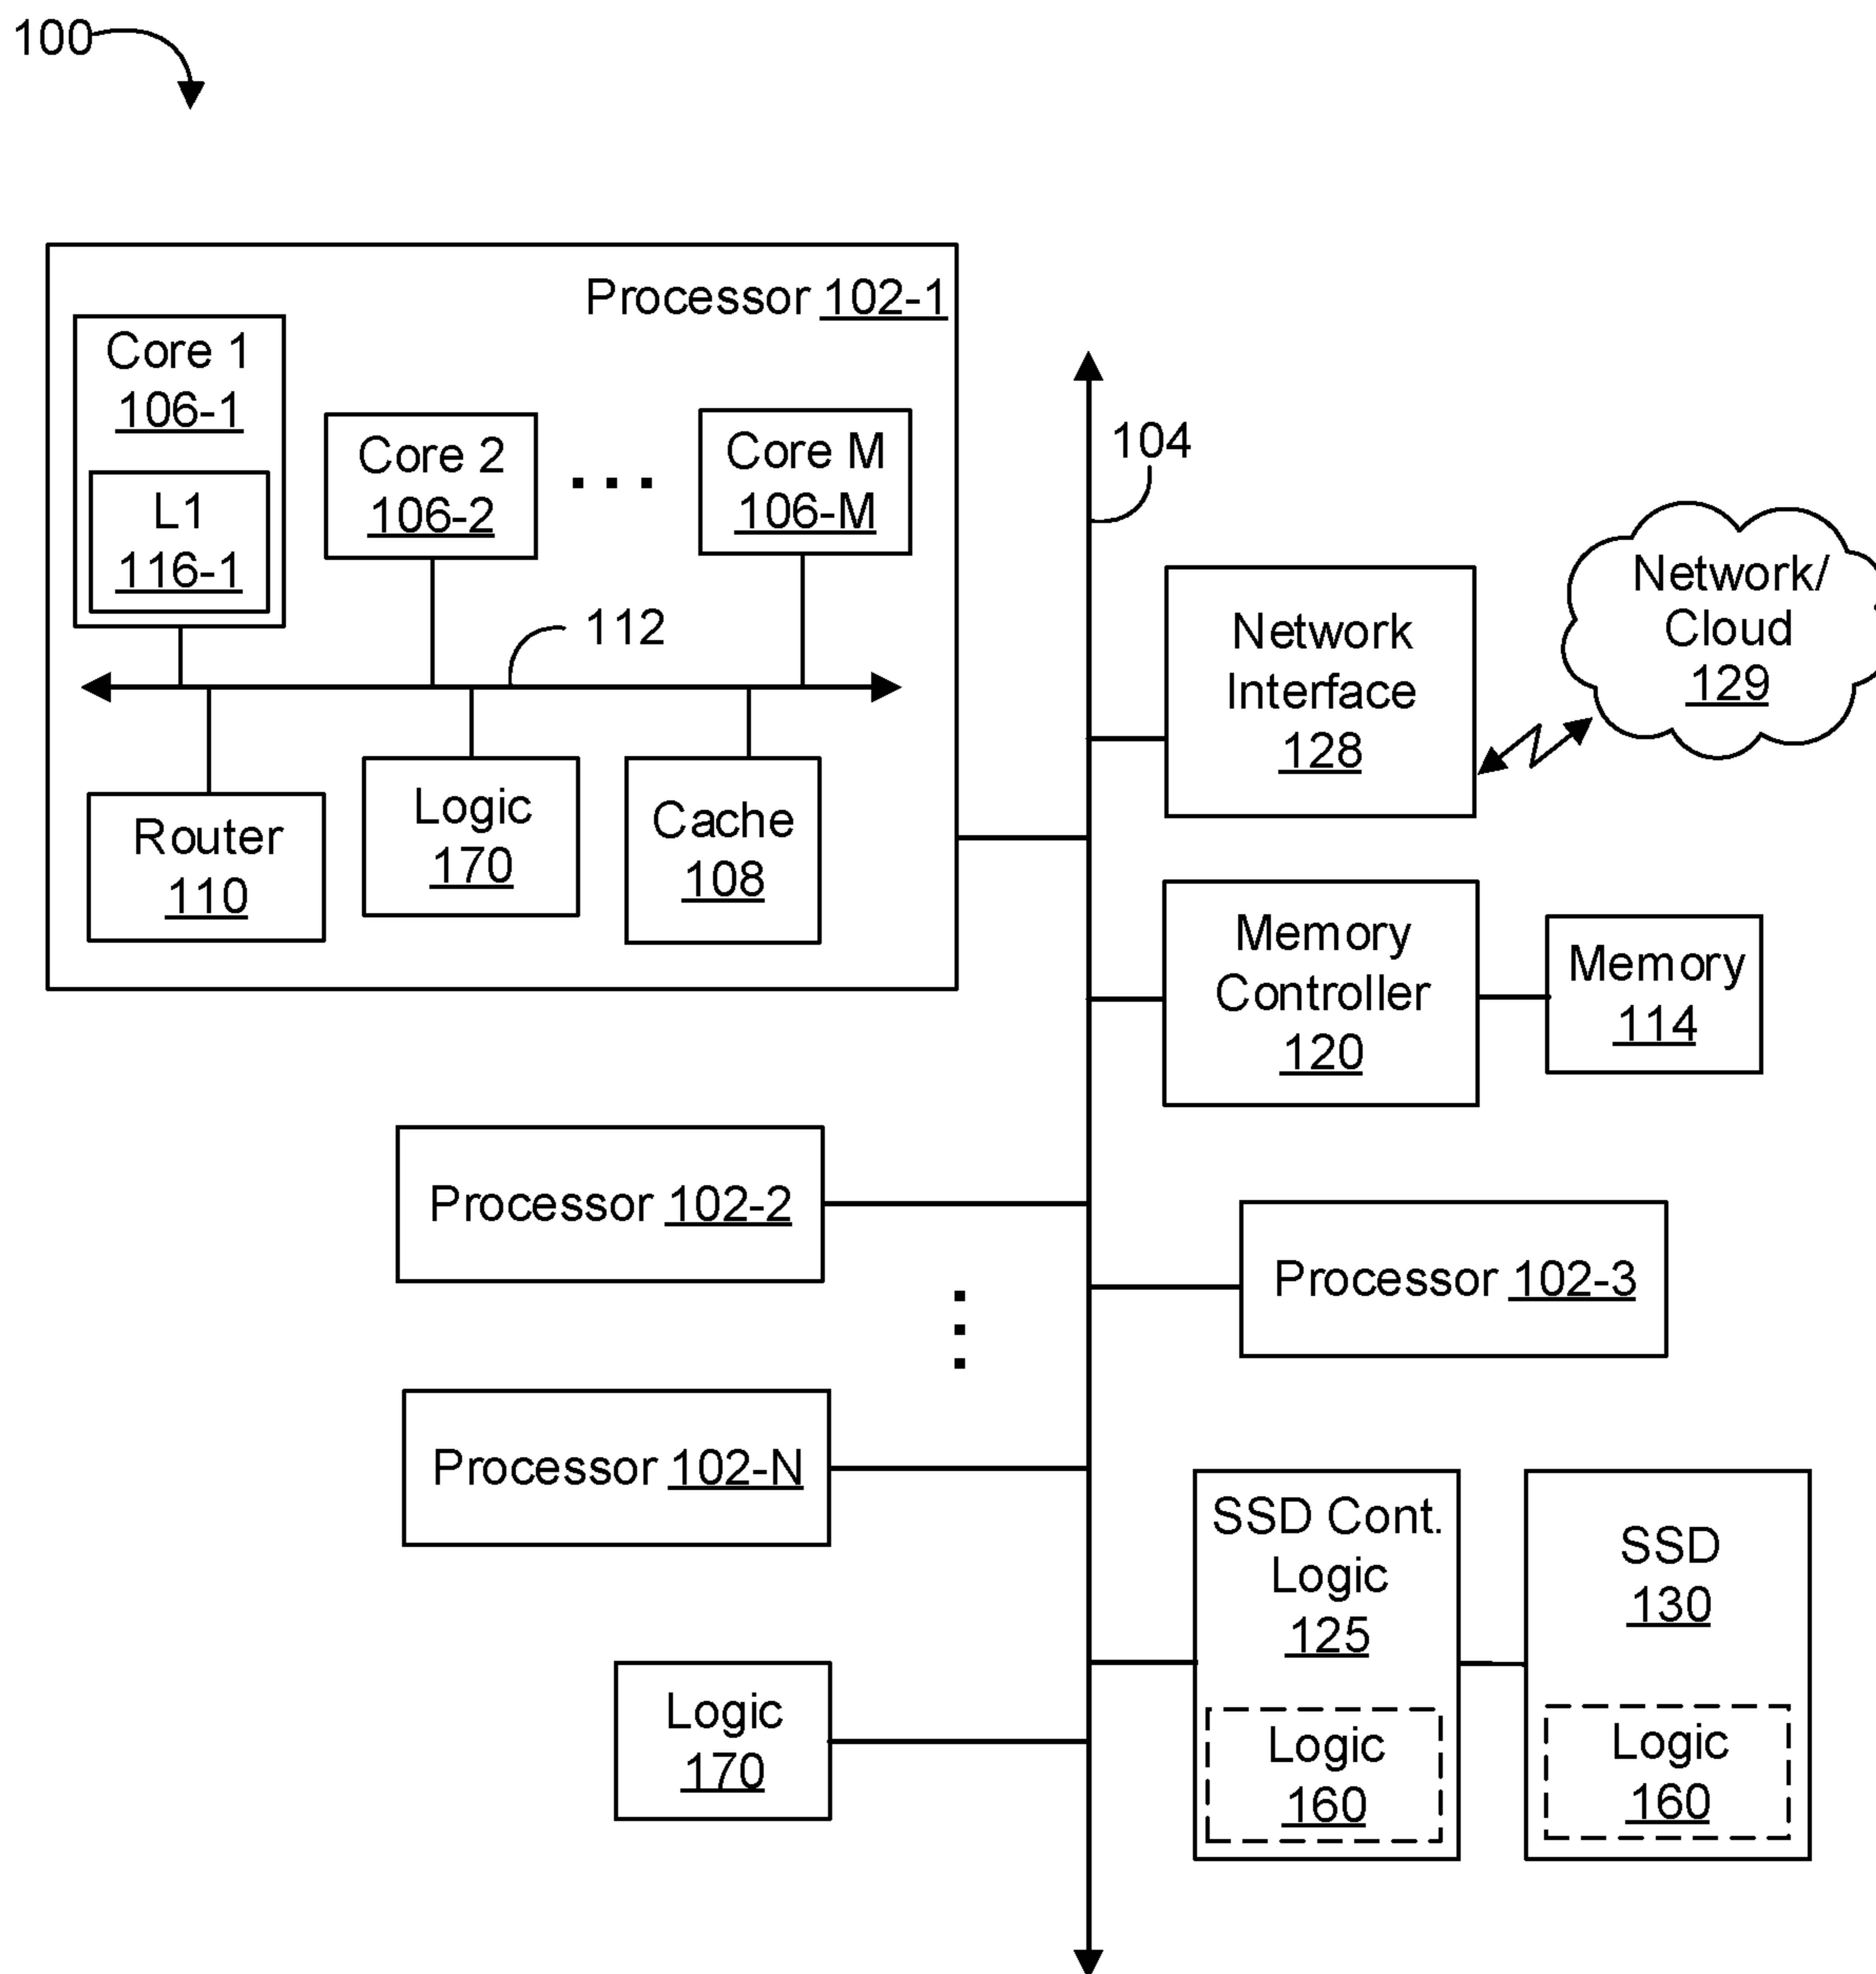 100
Processor 102-1
Core 1
106-1
L1
116-1
Core 2
106-2
Core M
106-M
112
Router
110
Logic
170
Cache
108
104
Network
Interface
128
Network/
Cloud
129
Memory
Controller
120
Memory
114
Processor 102-2
Processor 102-3
Processor 102-N
SSD Cont.
Logic
125
Logic
160
SSD
130
Logic
160
Logic
170